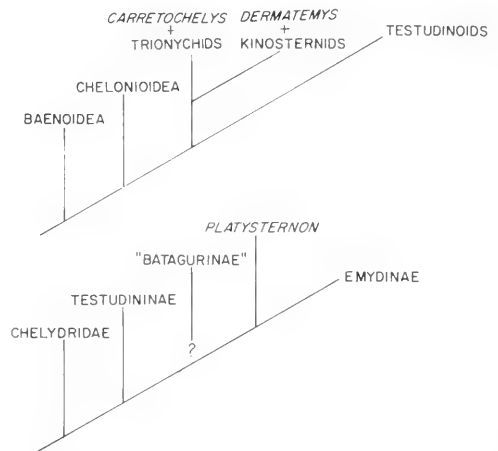 CARRETOCHELYS
+
TRIONYCHIDS
DERMATEMYS
+
KINOSTERNIDS
TESTUDINOIDS
CHELONIOIDEA
BAENOIDEA
PLATYSTERNON
"BATAGURINAE"
EMYDINAE
TESTUDININAE
CHELYDRIDAE
?